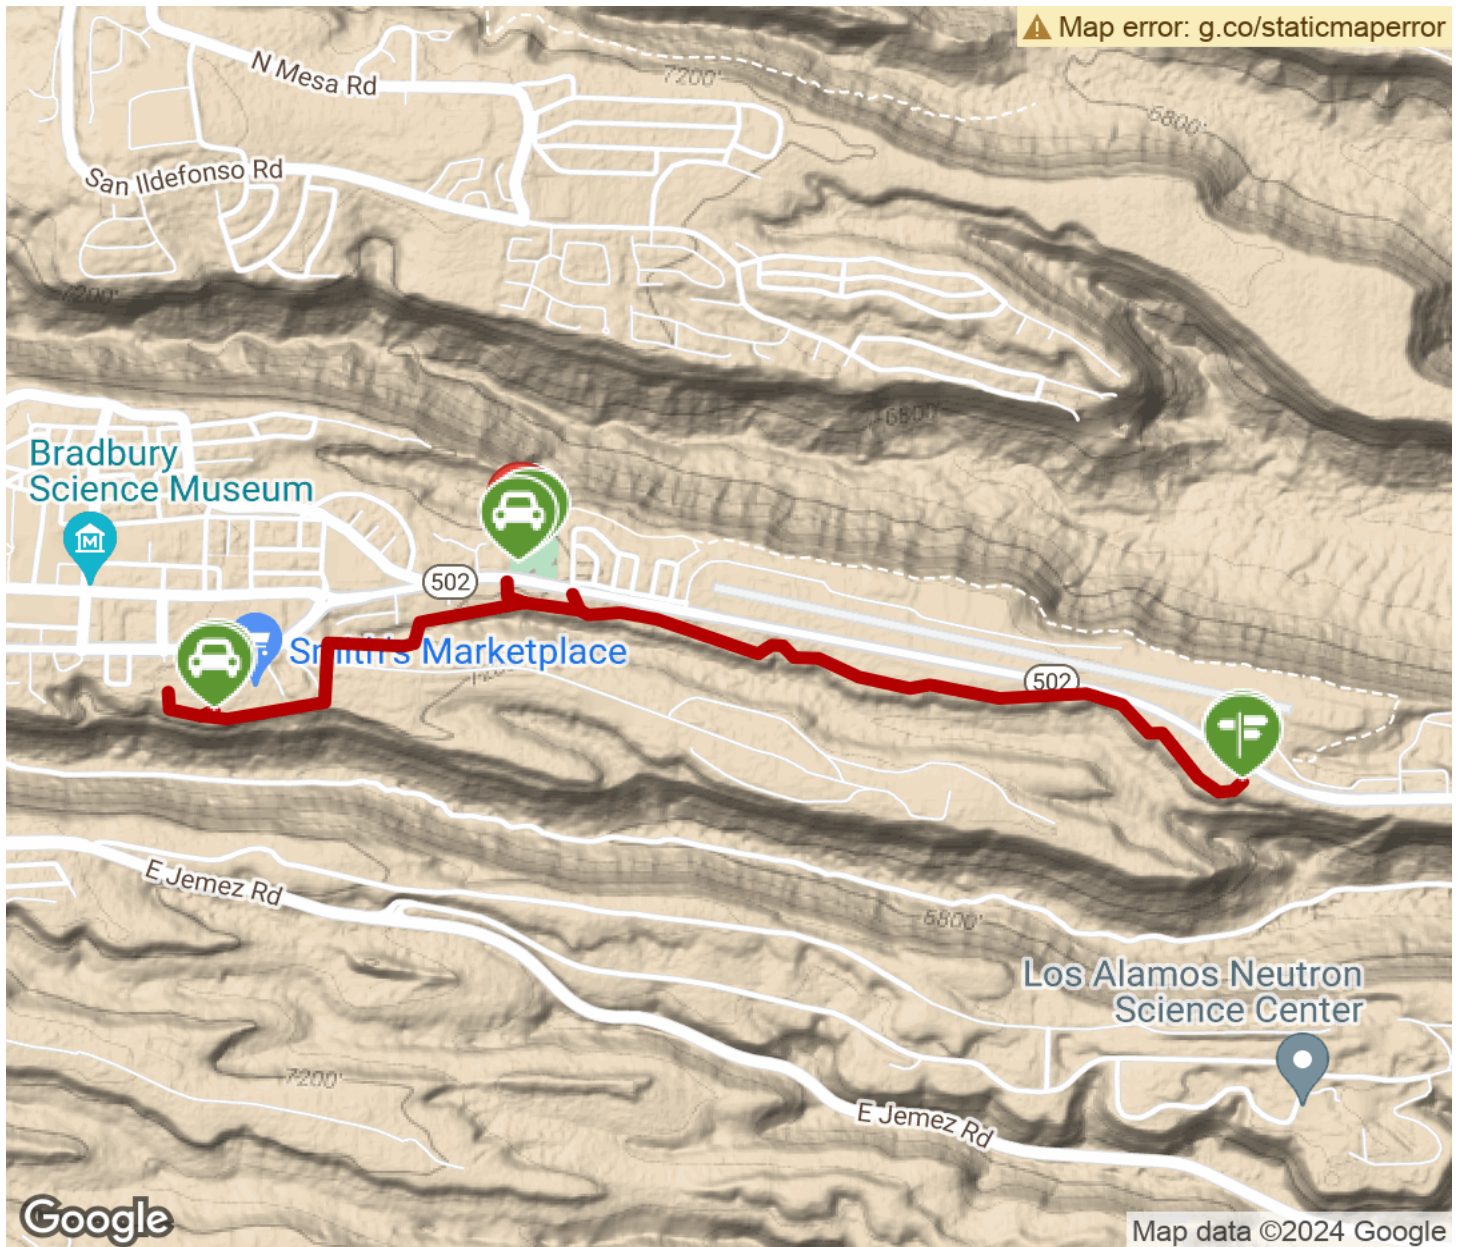 Map error: g.co/staticmaperror
N Mesa Rd
7200'
6800'
San Ildefonso Rd
7200'
6800'
Bradbury
Science Museum
502
Smith's Marketplace
502
E Jemez Rd
6800'
Los Alamos Neutron
Science Center
7200'
E Jemez Rd
Google
Map data ©2024 Google